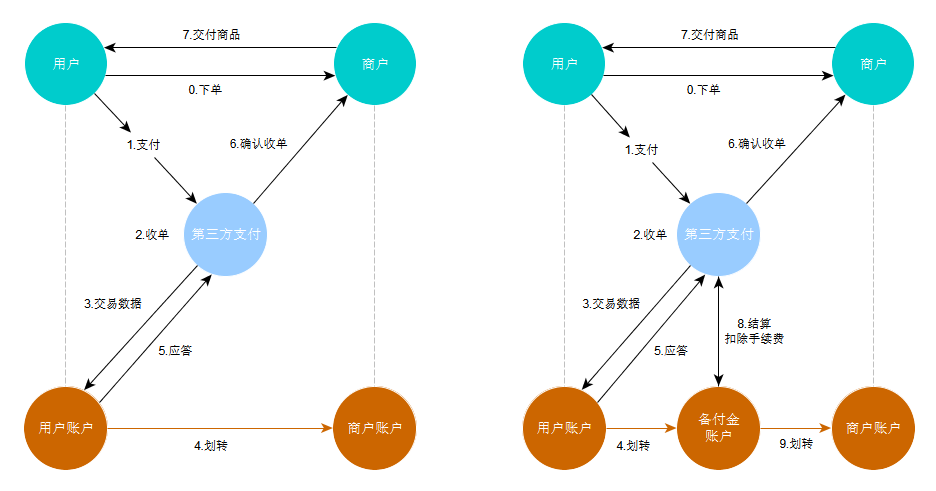 7.交付商品
用户
商户
0.下单
1.支付
6.确认收单
2.收单
第三方支付
3.交易数据
5.应答
用户账户
商户账户
4.划转
7.交付商品
用户
商户
0.下单
1.支付
6.确认收单
2.收单
第三方支付
3.交易数据
8.结算
扣除手续费
5.应答
用户账户
备付金
账户
商户账户
4.划转
9.划转